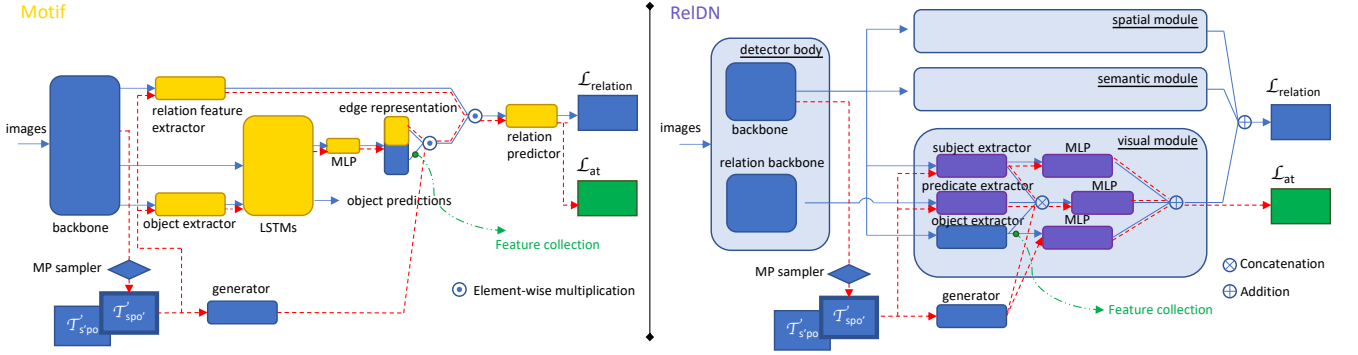 Motif
images
backbone
relation feature
extractor
object extractor
LSTMs
MLP
edge representation
object predictions
relation
predictor
ℒrelation
ℒat
Feature collection
MP sampler
generator
𝒯s'po
𝒯'spo'
Element-wise multiplication
RelDN
images
detector body
backbone
relation backbone
spatial module
semantic module
visual module
subject extractor
MLP
predicate extractor
MLP
object extractor
MLP
ℒrelation
ℒat
Concatenation
Addition
Feature collection
MP sampler
generator
𝒯s'po
𝒯'spo'